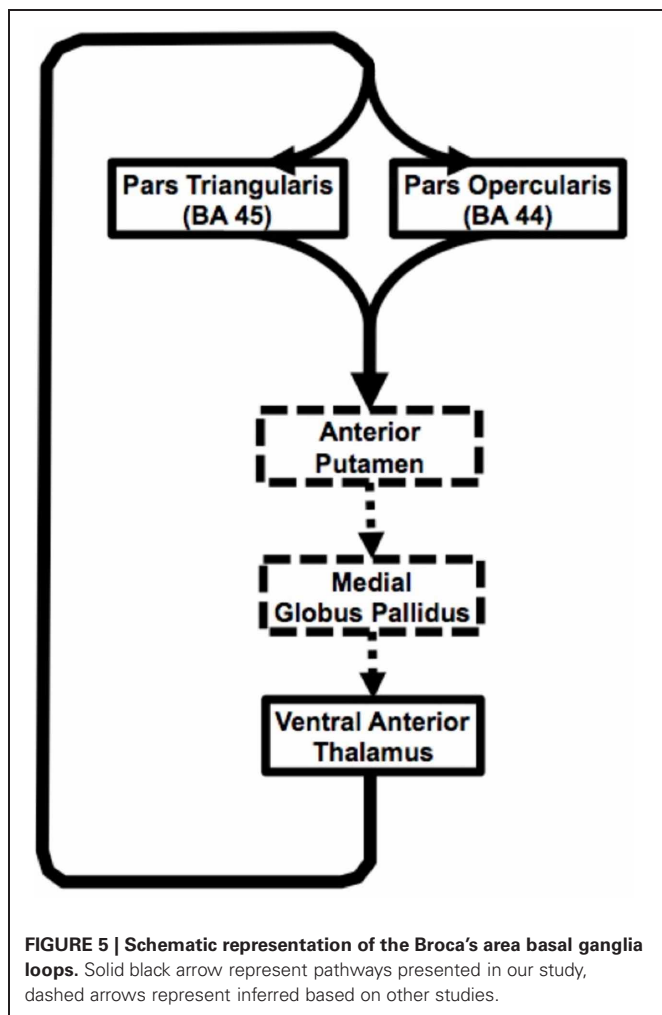 Pars Triangularis
(BA 45)
Pars Opercularis
(BA 44)
Anterior
Putamen
Medial
Globus Pallidus
Ventral Anterior
Thalamus
FIGURE 5 | Schematic representation of the Broca's area basal ganglia
loops. Solid black arrow represent pathways presented in our study,
dashed arrows represent inferred based on other studies.